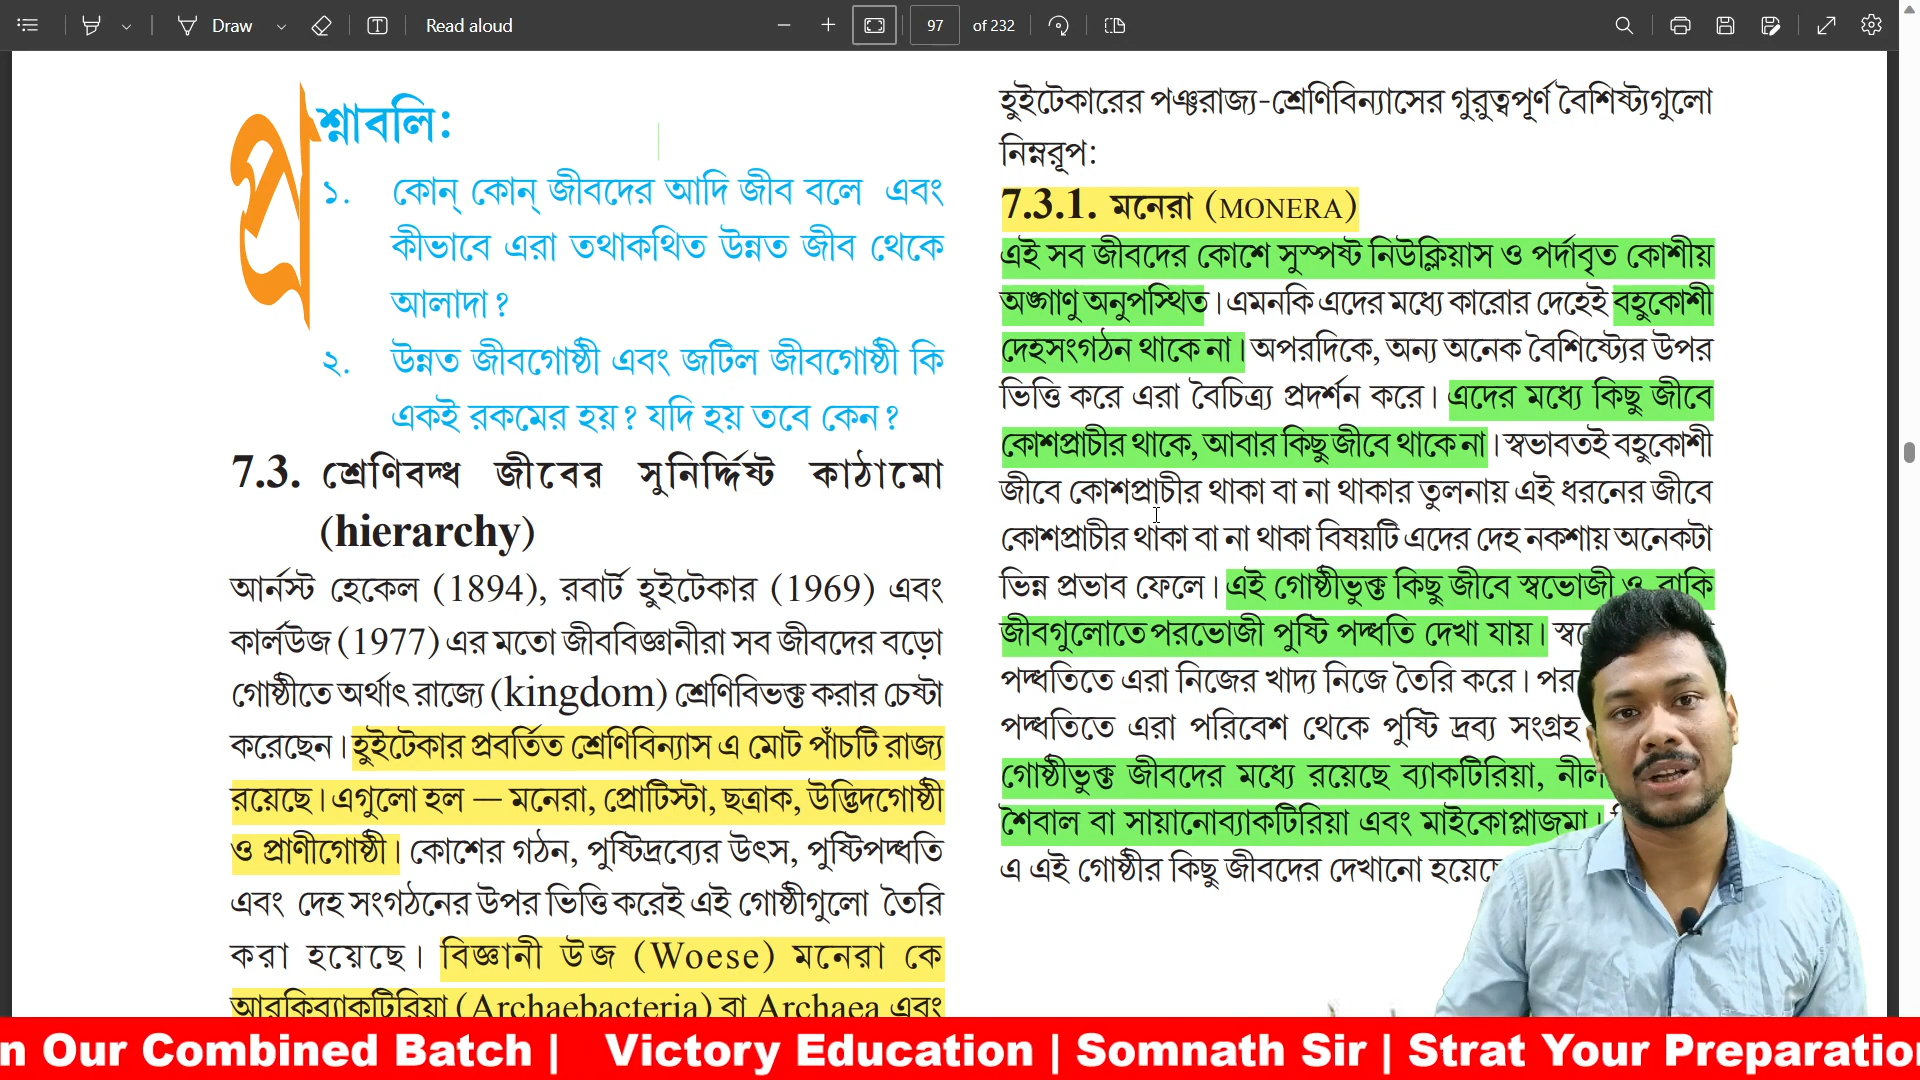 Draw
Read aloud
97
of 232
প্রশ্নাবলি:
১. কোন্ কোন্ জীবদের আদি জীব বলে এবং
কীভাবে এরা তথাকথিত উন্নত জীব থেকে
আলাদা?
২. উন্নত জীবগোষ্ঠী এবং জটিল জীবগোষ্ঠী কি
একই রকমের হয়? যদি হয় তবে কেন?
7.3. শ্রেণিবদ্ধ জীবের সুনির্দ্দিষ্ট কাঠামো
(hierarchy)
আর্নস্ট হেকেল (1894), রবার্ট হুইটেকার (1969) এবং
কার্লউজ (1977) এর মতো জীববিজ্ঞানীরা সব জীবদের বড়ো
গোষ্ঠীতে অর্থাৎ রাজ্যে (kingdom) শ্রেণিবিভক্ত করার চেষ্টা
করেছেন। হুইটেকার প্রবর্তিত শ্রেণিবিন্যাস এ মোট পাঁচটি রাজ্য
রয়েছে। এগুলো হল — মনেরা, প্রোটিস্টা, ছত্রাক, উদ্ভিদগোষ্ঠী
ও প্রাণীগোষ্ঠী। কোশের গঠন, পুষ্টিদ্রব্যের উৎস, পুষ্টিপদ্ধতি
এবং দেহ সংগঠনের উপর ভিত্তি করেই এই গোষ্ঠীগুলো তৈরি
করা হয়েছে। বিজ্ঞানী উজ (Woese) মনেরা কে
আরকিব্যাকটিরিয়া (Archaebacteria) বা Archaea এবং
হুইটেকারের পঞ্চরাজ্য-শ্রেণিবিন্যাসের গুরুত্বপূর্ণ বৈশিষ্ট্যগুলো
নিম্নরূপ:
7.3.1. মনেরা (MONERA)
এই সব জীবদের কোশে সুস্পষ্ট নিউক্লিয়াস ও পর্দাবৃত কোশীয়
অঙ্গাণু অনুপস্থিত। এমনকি এদের মধ্যে কারোর দেহেই বহুকোশী
দেহসংগঠন থাকে না। অপরদিকে, অন্য অনেক বৈশিষ্ট্যের উপর
ভিত্তি করে এরা বৈচিত্র্য প্রদর্শন করে। এদের মধ্যে কিছু জীবে
কোশপ্রাচীর থাকে, আবার কিছু জীবে থাকে না। স্বভাবতই বহুকোশী
জীবে কোশপ্রাচীর থাকা বা না থাকার তুলনায় এই ধরনের জীবে
কোশপ্রাচীর থাকা বা না থাকা বিষয়টি এদের দেহ নকশায় অনেকটা
ভিন্ন প্রভাব ফেলে। এই গোষ্ঠীভুক্ত কিছু জীবে স্বভোজী ও বাকি
জীবগুলোতে পরভোজী পুষ্টি পদ্ধতি দেখা যায়।
পদ্ধতিতে এরা নিজের খাদ্য নিজে তৈরি করে।
পদ্ধতিতে এরা পরিবেশ থেকে পুষ্টি দ্রব্য সংগ্রহ
গোষ্ঠীভুক্ত জীবদের মধ্যে রয়েছে ব্যাকটিরিয়া, নীল
শৈবাল বা সায়ানোব্যাকটিরিয়া এবং মাইকোপ্লাজমা।
এ এই গোষ্ঠীর কিছু জীবদের দেখানো হয়েছে
n Our Combined Batch | Victory Education | Somnath Sir | Strat Your Preparatio